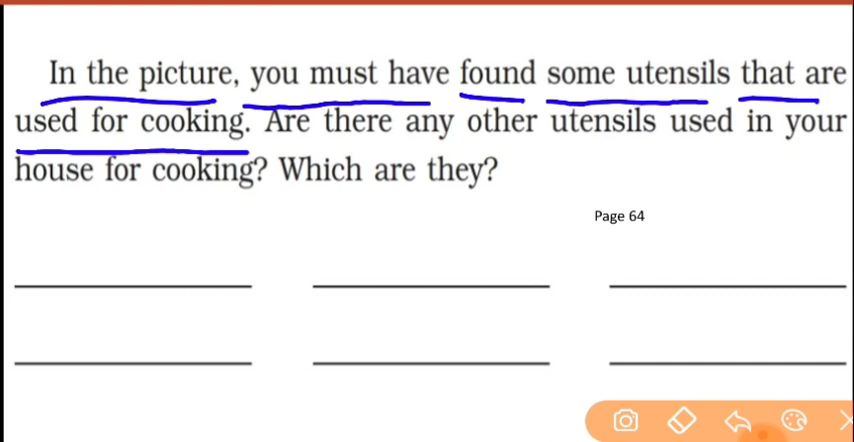 In the picture, you must have found some utensils that are
used for cooking. Are there any other utensils used in your
house for cooking? Which are they?
Page 64